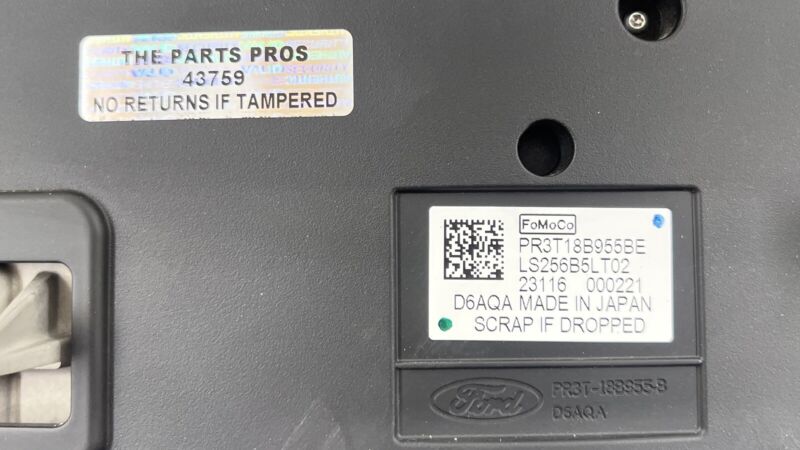 THE PARTS PROS
43759
NO RETURNS IF TAMPERED
FoMoCo
PR3T18B955BE
LS256B5LT02
23116 000221
D6AQA MADE IN JAPAN
SCRAP IF DROPPED
Ford
PR3T-18B955-B
D6AQA